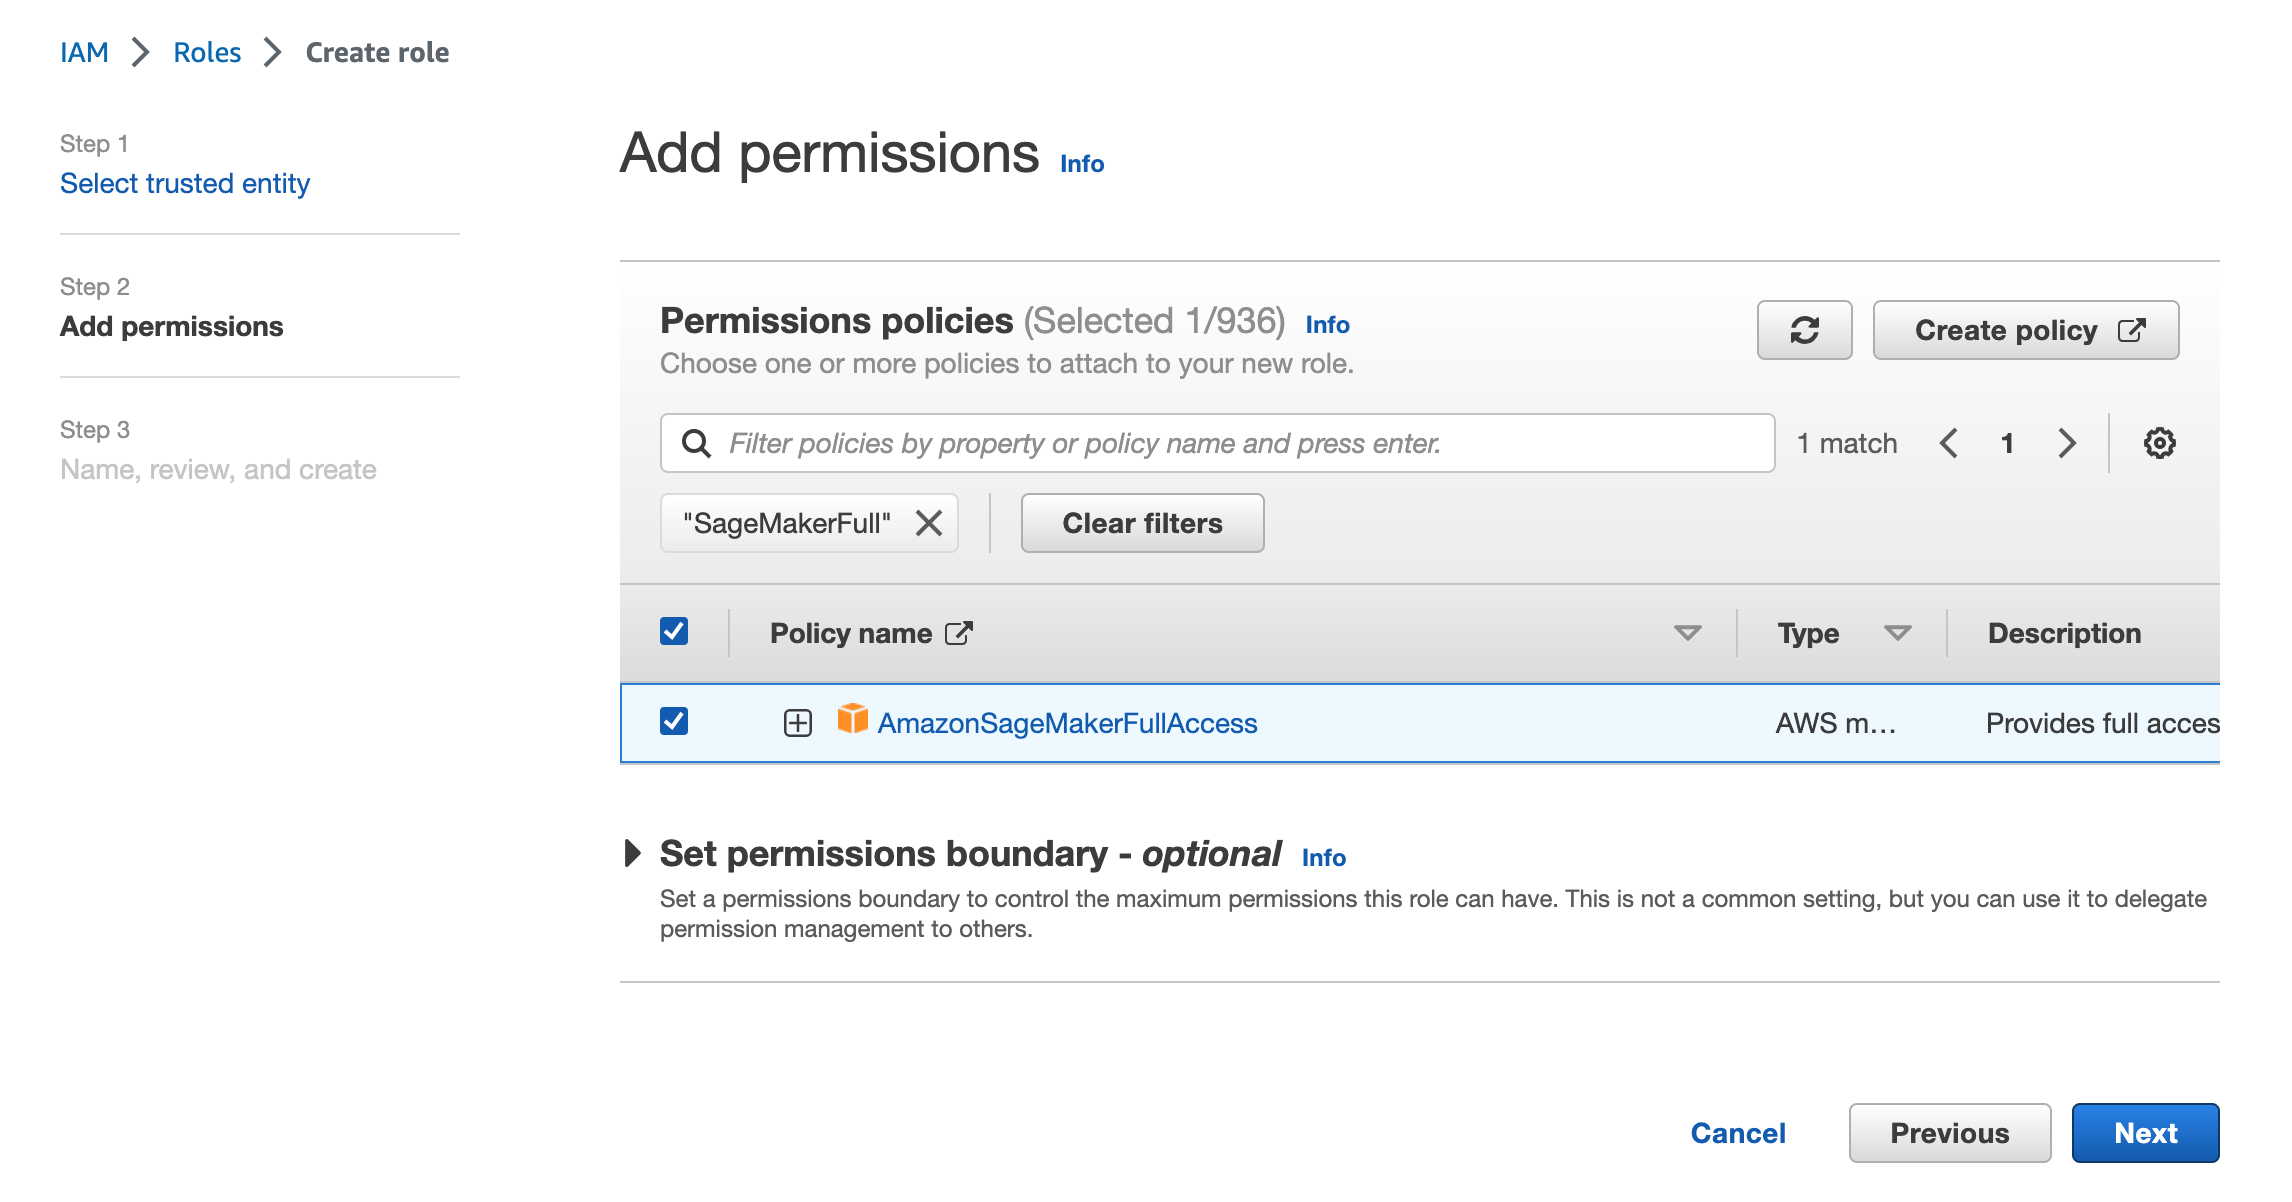 IAM > Roles > Create role
Step 1
Select trusted entity
Step 2
Add permissions
Step 3
Name, review, and create
Add permissions Info
Permissions policies (Selected 1/936) Info
Choose one or more policies to attach to your new role.
Create policy
Filter policies by property or policy name and press enter.
1 match
1
"SageMakerFull"
Clear filters
Policy name Type Description
AmazonSageMakerFullAccess AWS m... Provides full acces
Set permissions boundary - optional Info
Set a permissions boundary to control the maximum permissions this role can have. This is not a common setting, but you can use it to delegate
permission management to others.
Cancel Previous Next